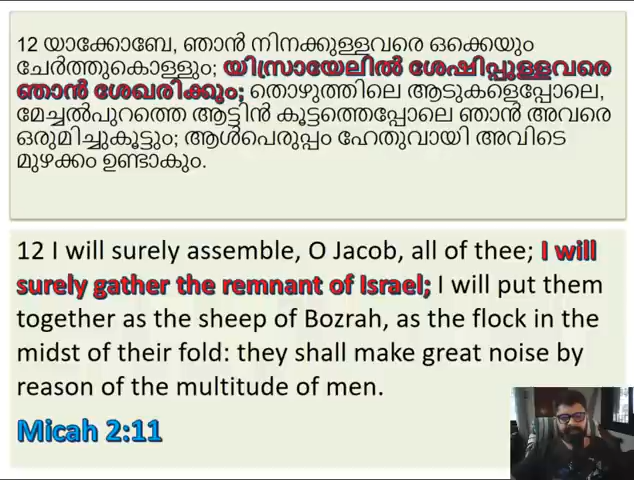 12 യാക്കോബേ, ഞാൻ നിനക്കുള്ളവരെ ഒക്കെയും
ചേർത്തുകൊള്ളും; യിസ്രായേലിൽ ശേഷിപ്പുള്ളവരെ
ഞാൻ ശേഖരിക്കും; തൊഴുത്തിലെ ആടുകളെപ്പോലെ,
മേച്ചൽപുറത്തെ ആട്ടിൻ കൂട്ടത്തെപ്പോലെ ഞാൻ അവരെ
ഒരുമിച്ചുകൂട്ടും; ആൾപെരുപ്പം ഹേതുവായി അവിടെ
മുഴക്കം ഉണ്ടാകും.
12 I will surely assemble, O Jacob, all of thee; I will
surely gather the remnant of Israel; I will put them
together as the sheep of Bozrah, as the flock in the
midst of their fold: they shall make great noise by
reason of the multitude of men.
Micah 2:11